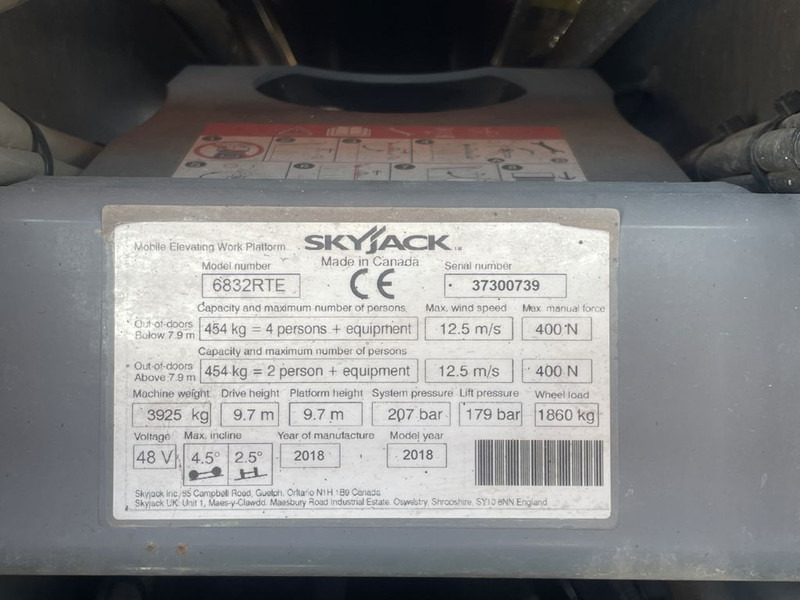 Mobile Elevating Work Platform SKYJACK
Made in Canada
Model number
Serial number
6832RTE
CE
37300739
Capacity and maximum number of persons Max. wind speed Max. manual force
Out-of-doors
Below 7.9 m
454 kg = 4 persons + equipment 12.5 m/s 400 N
Capacity and maximum number of persons
Out-of-doors
Above 7.9 m
454 kg = 2 person + equipment 12.5 m/s 400 N
Machine weight Drive height Platform height System pressure Lift pressure Wheel load
3925 kg 9.7 m 9.7 m 207 bar 179 bar 1860 kg
Voltage Max. incline Year of manufacture Model year
48 V 4.5° 2.5° 2018 2018
Skyjack Inc. 55 Campbell Road, Guelph, Ontario N1H 1B9 Canada
Skyjack UK: Unit 1, Maes-y-Clawdd, Maesbury Road Industrial Estate, Oswestry, Shropshire, SY10 8NN England